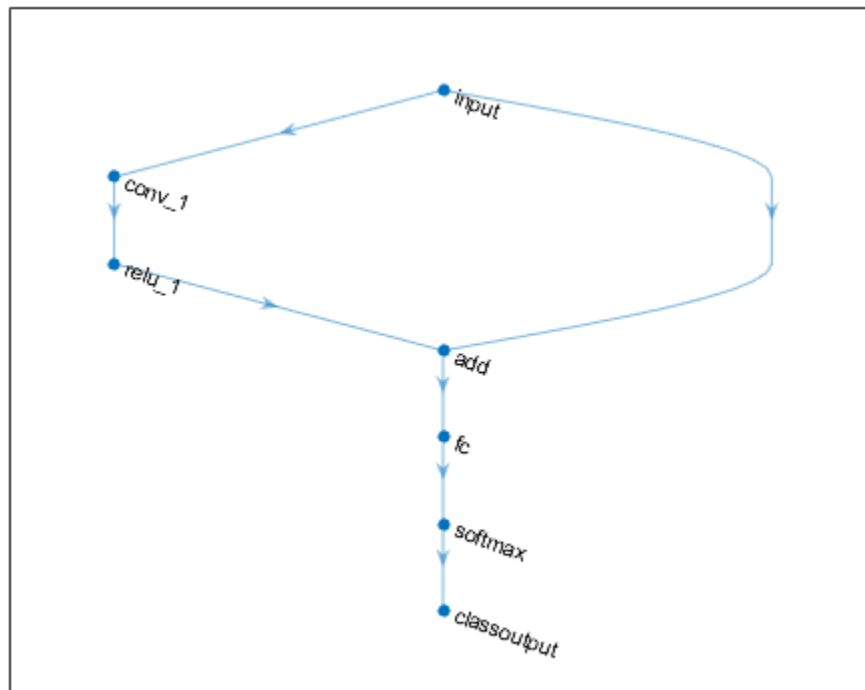 input
conv_1
relu_1
add
fc
softmax
classoutput